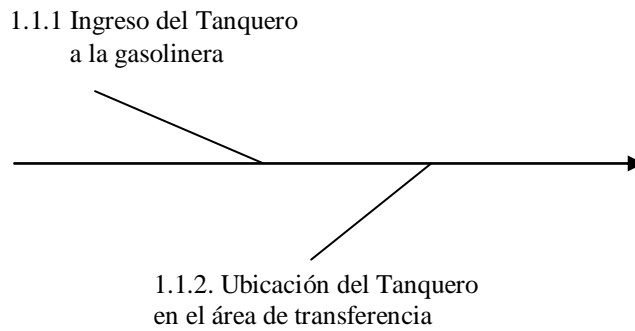 1.1.1 Ingreso del Tanquero
a la gasolinera
1.1.2. Ubicación del Tanquero
en el área de transferencia